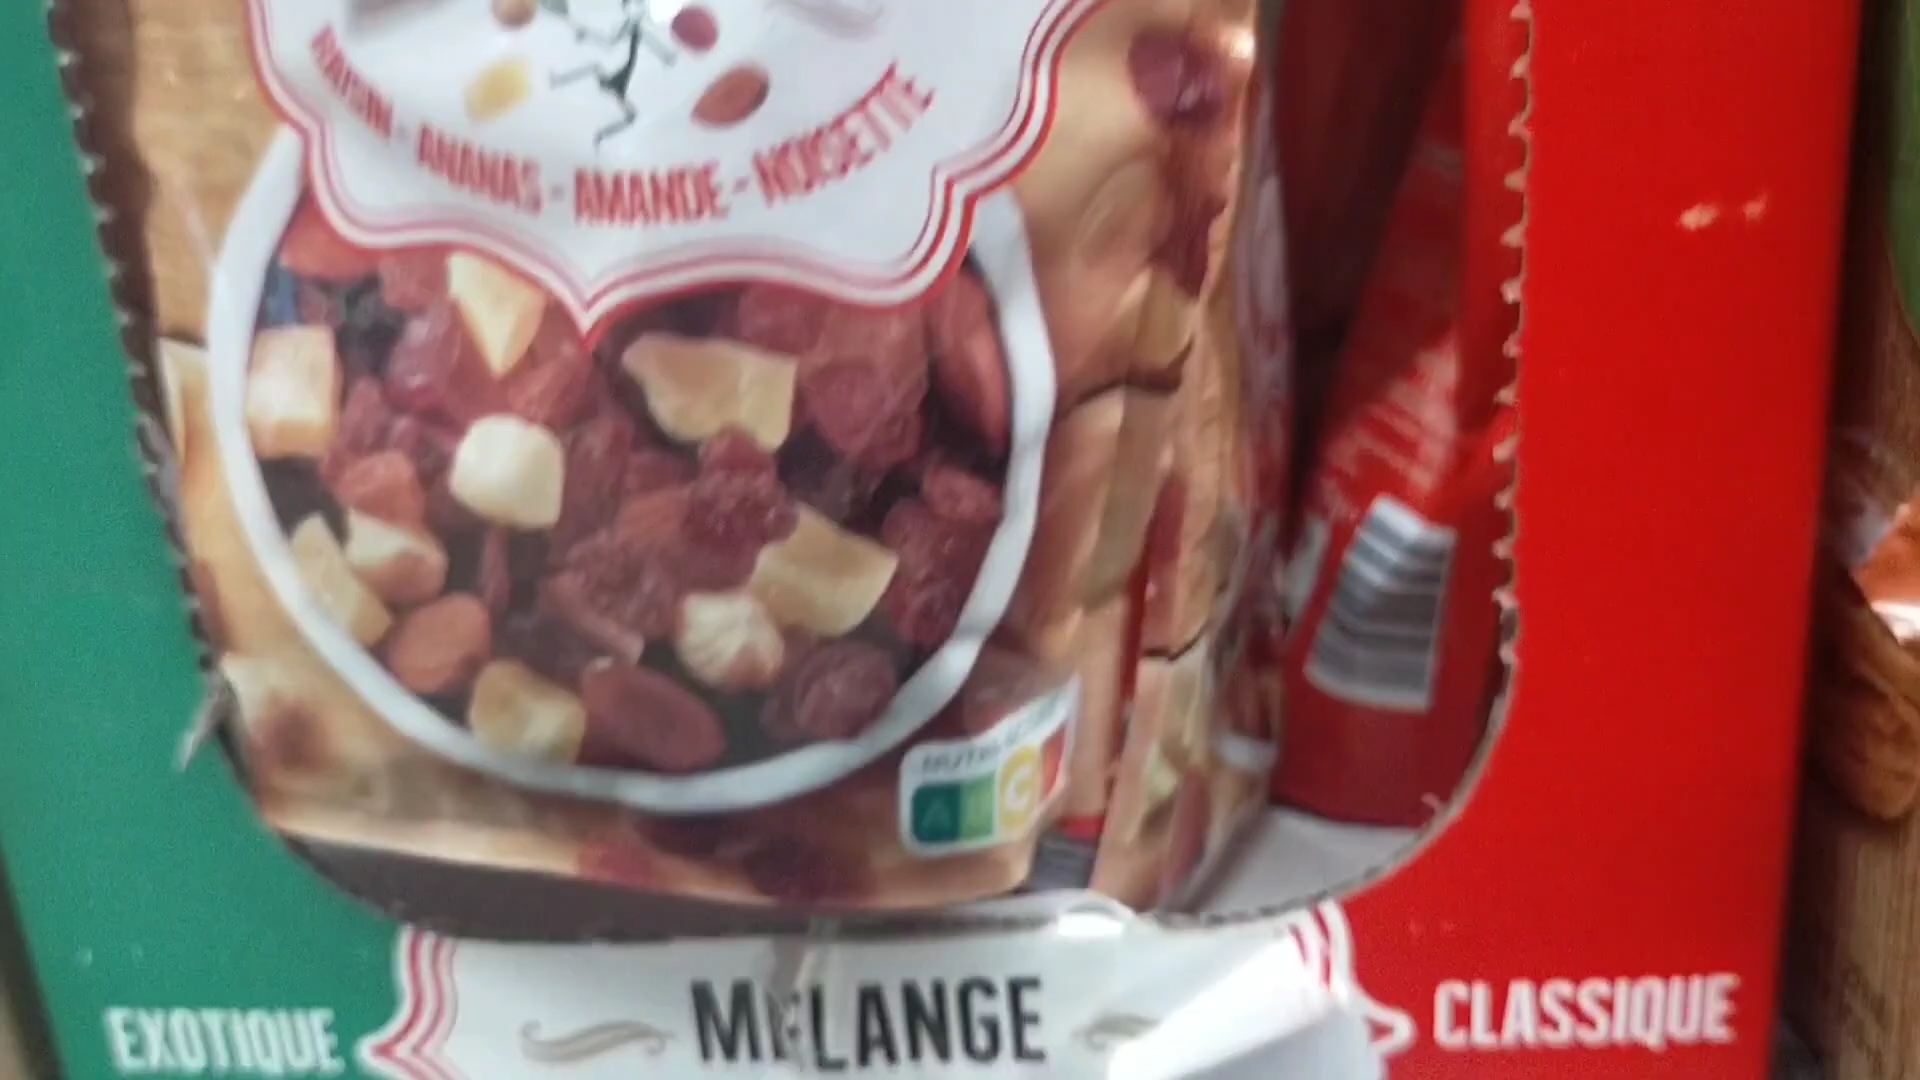 RAISIN - ANANAS - AMANDE - NOISETTE
A C
EXOTIQUE
MELANGE
CLASSIQUE